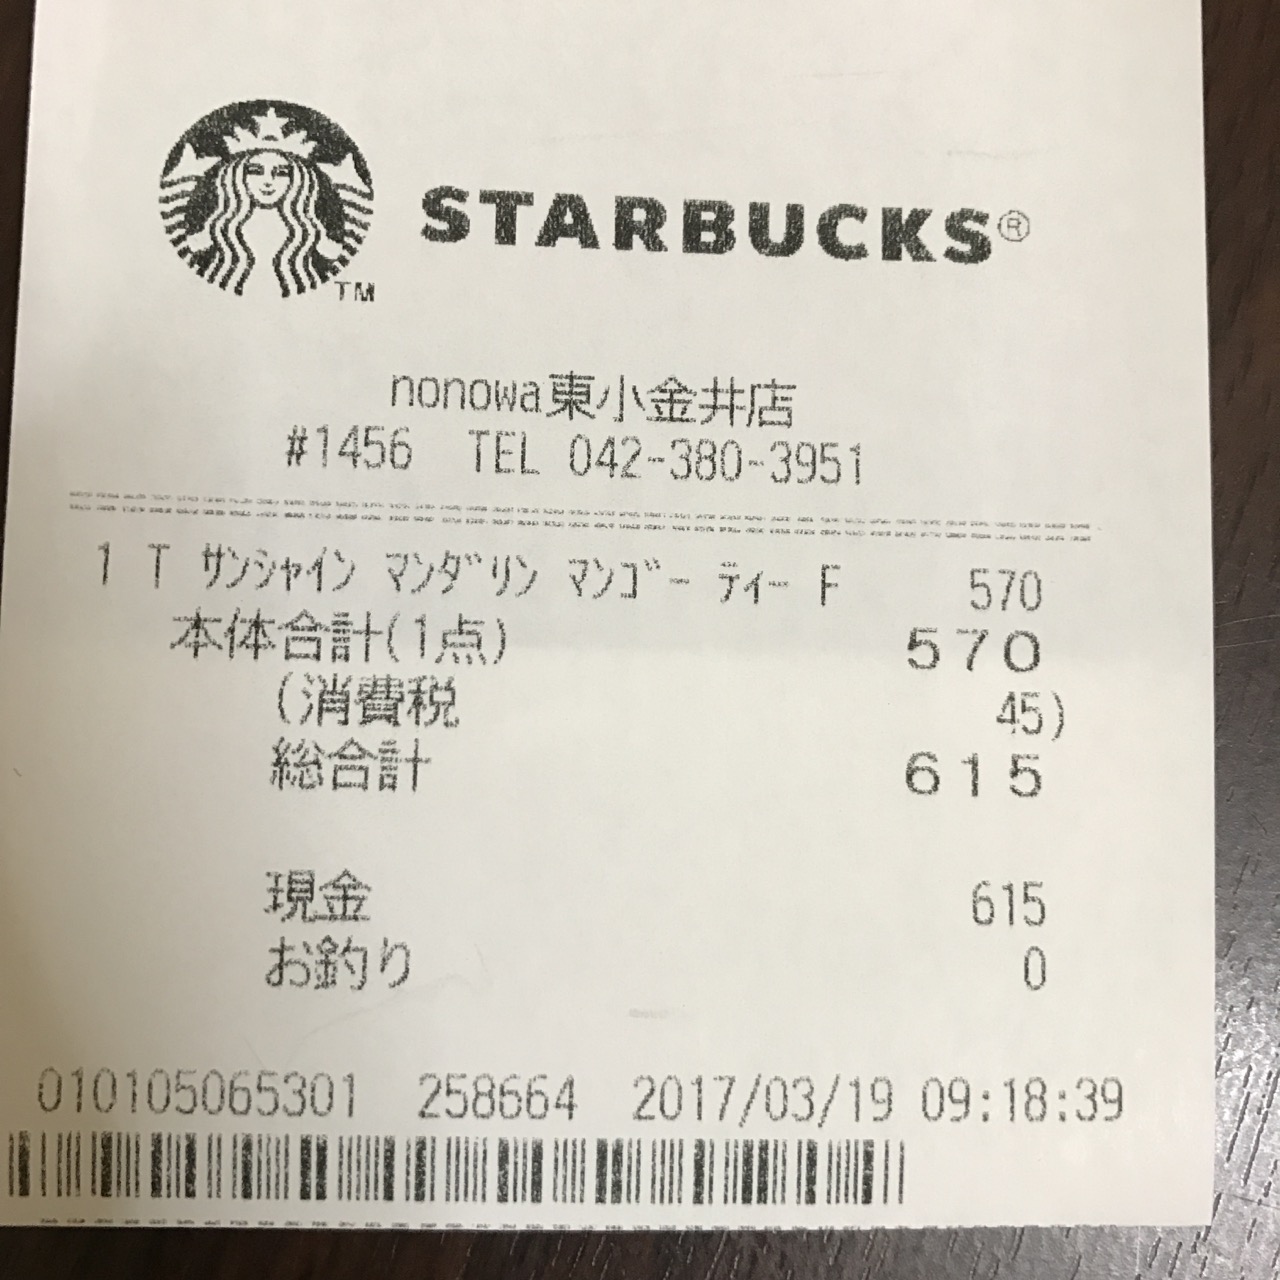 TM
STARBUCKS®
nonowa東小金井店
#1456 TEL 042-380-3951
1 T サンシャイン マンダリン マンゴー ティー F 570
本体合計(1点) 570
(消費税 45)
総合計 615
現金 615
お釣り 0
010105065301 258664 2017/03/19 09:18:39